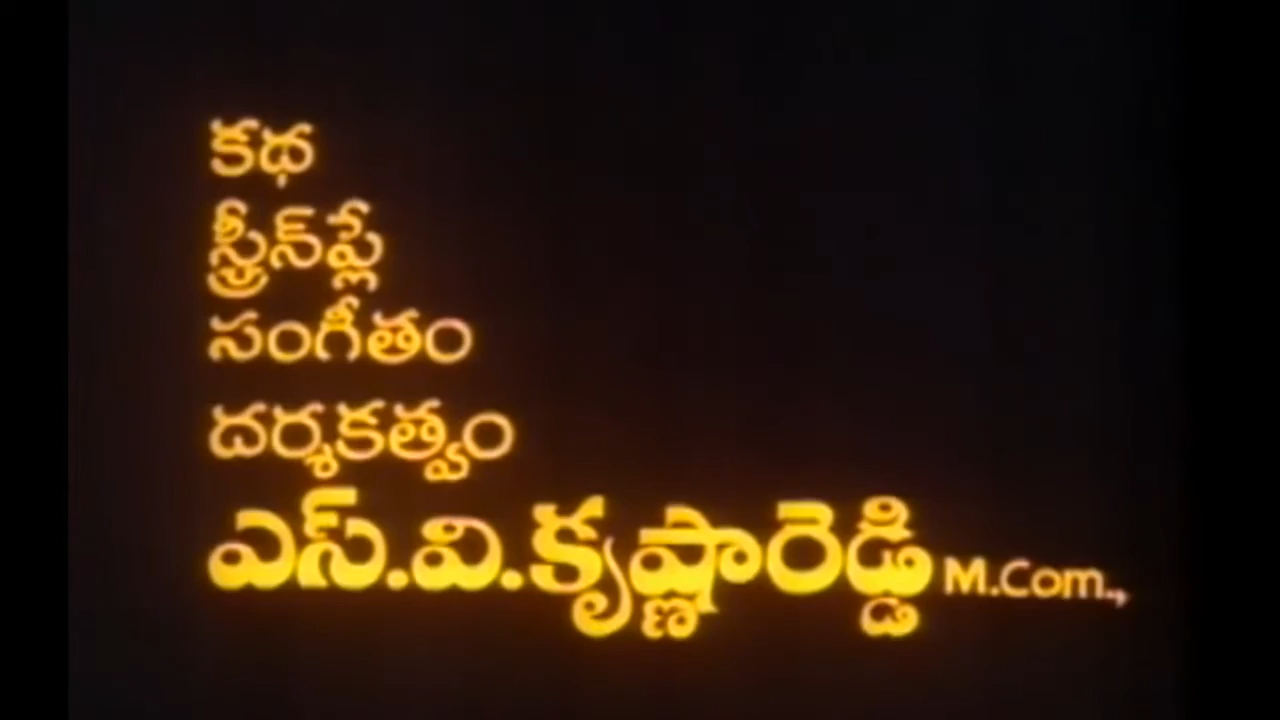 కథ
స్క్రీన్‌ప్లే
సంగీతం
దర్శకత్వం
ఎస్.వి.కృష్ణారెడ్డి M.Com.,